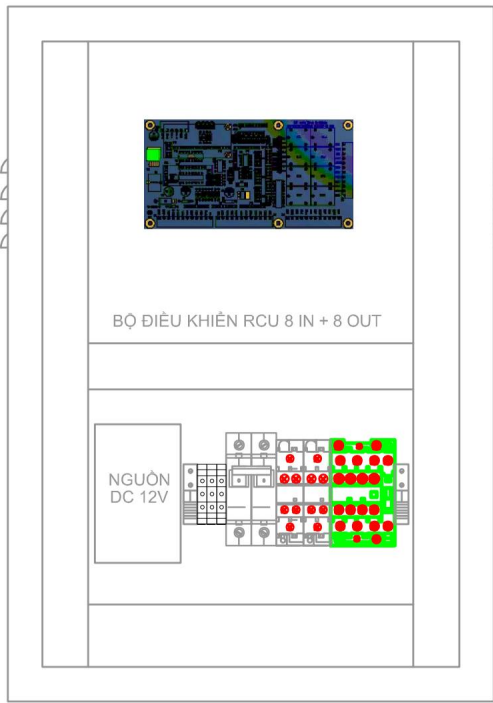 BỘ ĐIỀU KHIỂN RCU 8 IN + 8 OUT
NGUỒN
DC 12V